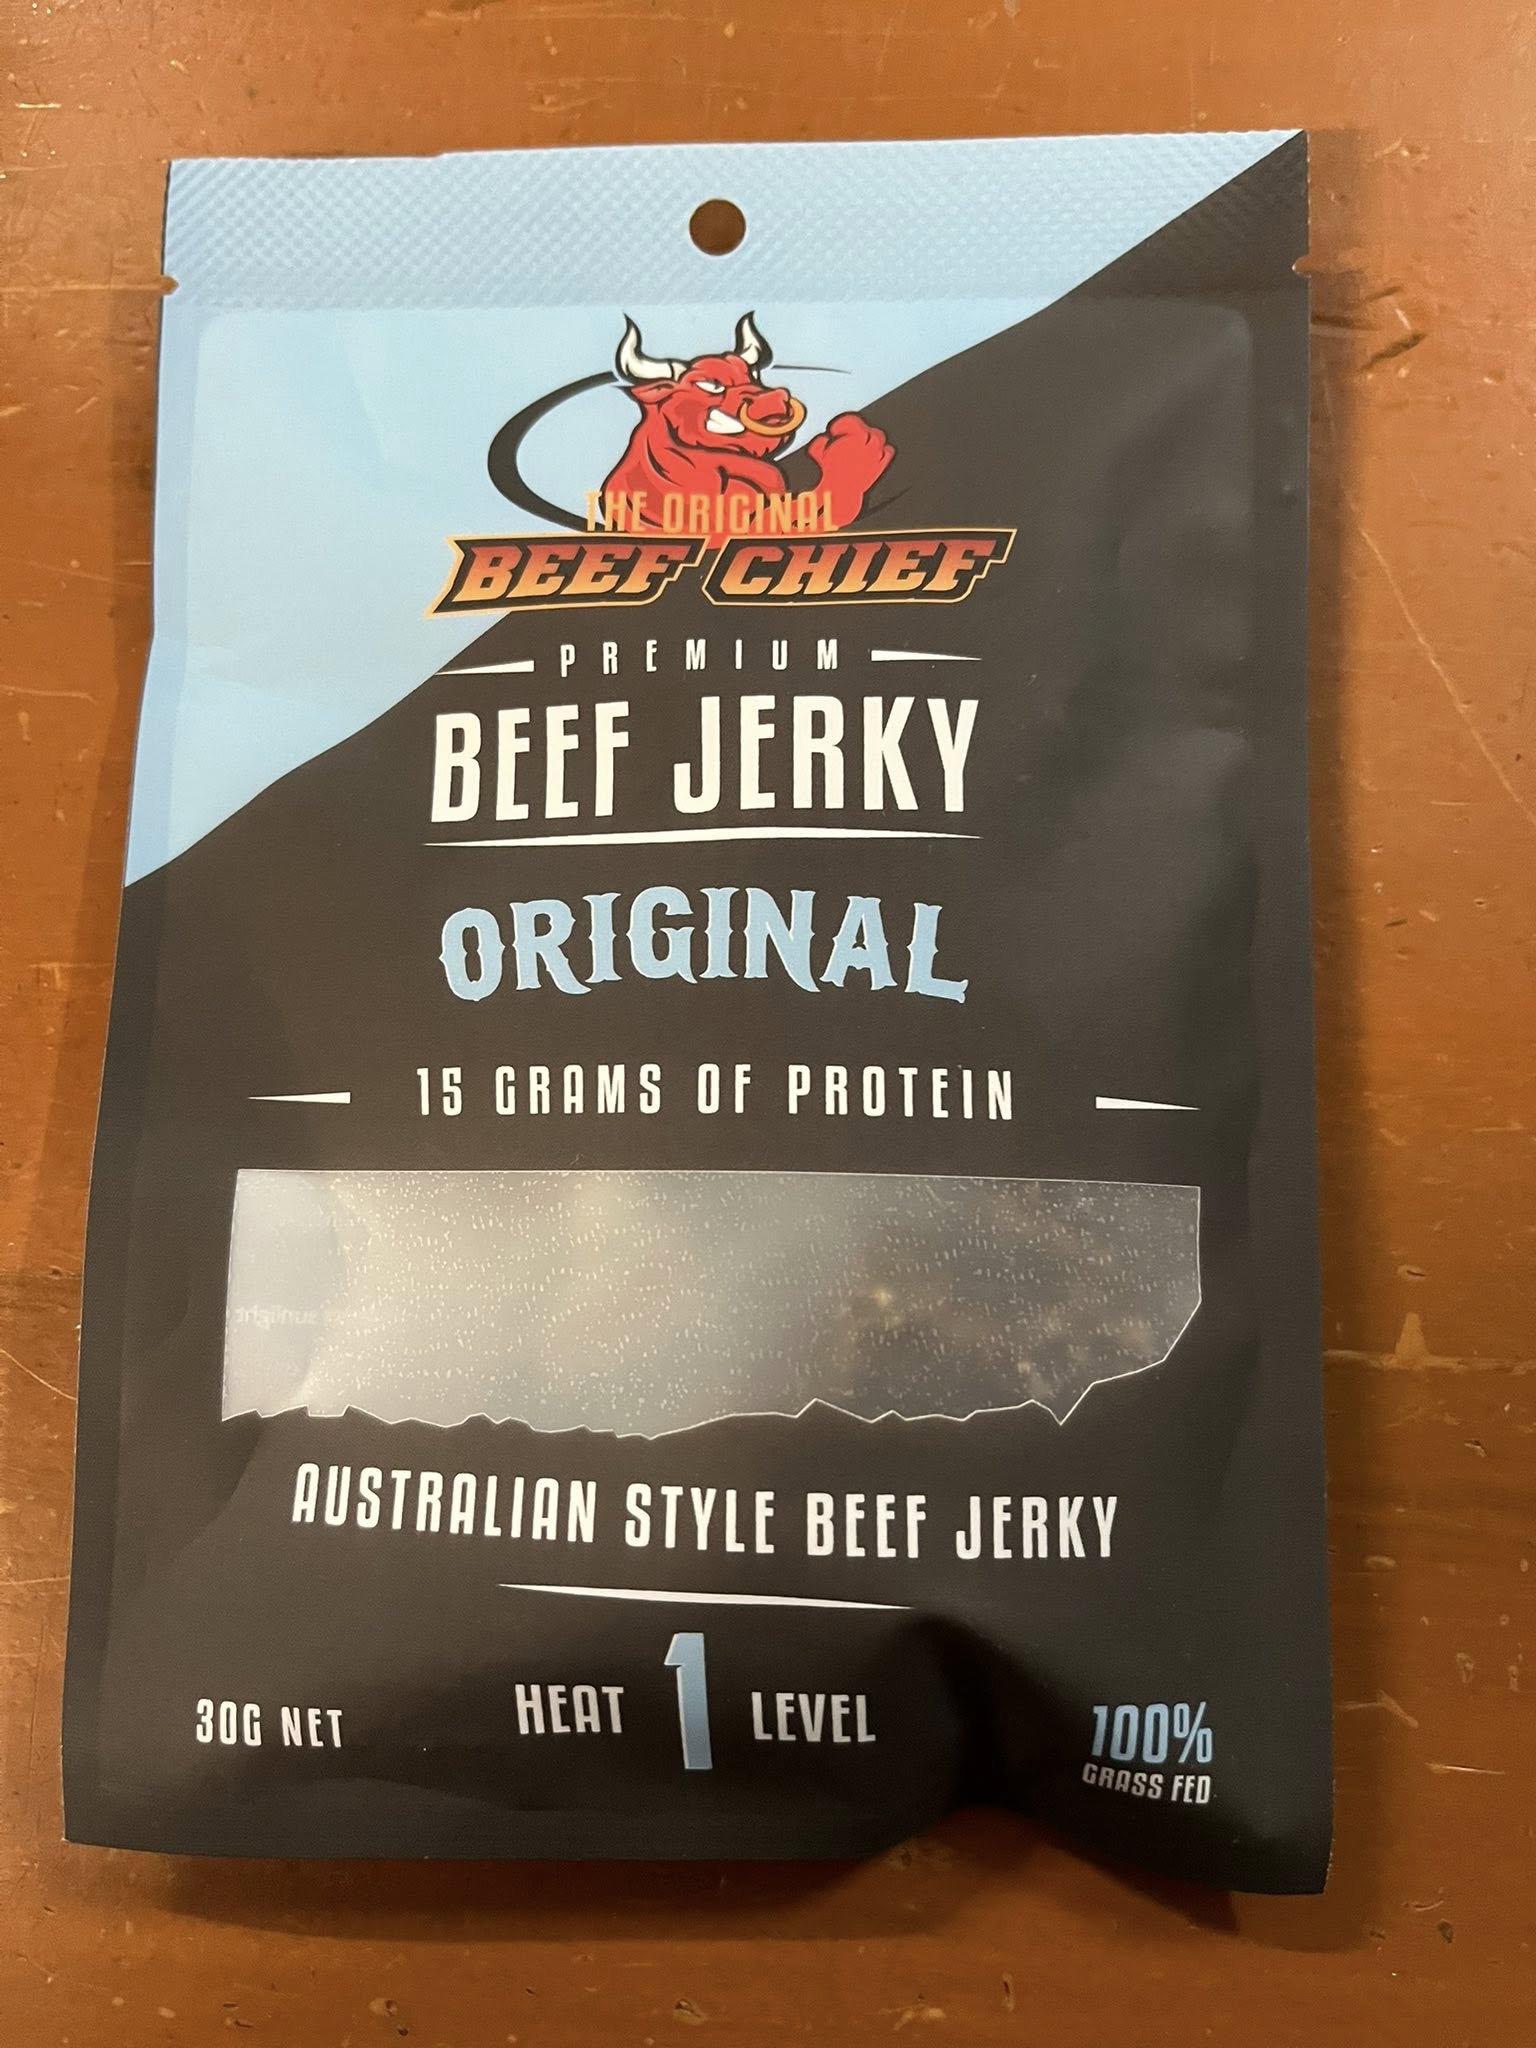 THE ORIGINAL
BEEF CHIEF
PREMIUM
BEEF JERKY
ORIGINAL
15 GRAMS OF PROTEIN
AUSTRALIAN STYLE BEEF JERKY
30G NET
HEAT 1 LEVEL
100%
GRASS FED